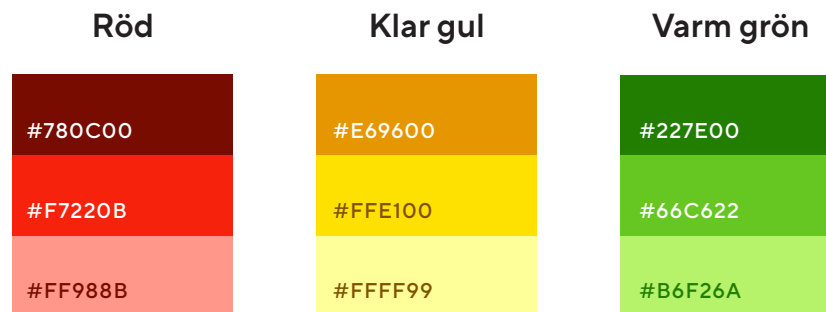 Röd
#780C00
#F7220B
#FF988B
Klar gul
#E69600
#FFE100
#FFFF99
Varm grön
#227E00
#66C622
#B6F26A